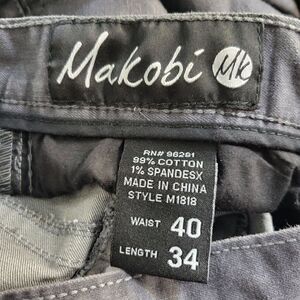 Makobi MK
RN# 96281
99% COTTON
1% SPANDESX
MADE IN CHINA
STYLE M1818
WAIST 40
LENGTH 34